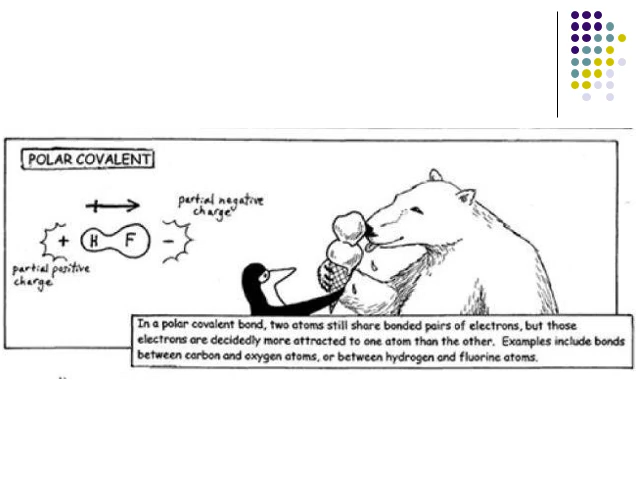 POLAR COVALENT
partial negative
charge
+ H F -
partial positive
charge
In a polar covalent bond, two atoms still share bonded pairs of electrons, but those
electrons are decidedly more attracted to one atom than the other. Examples include bonds
between carbon and oxygen atoms, or between hydrogen and fluorine atoms.